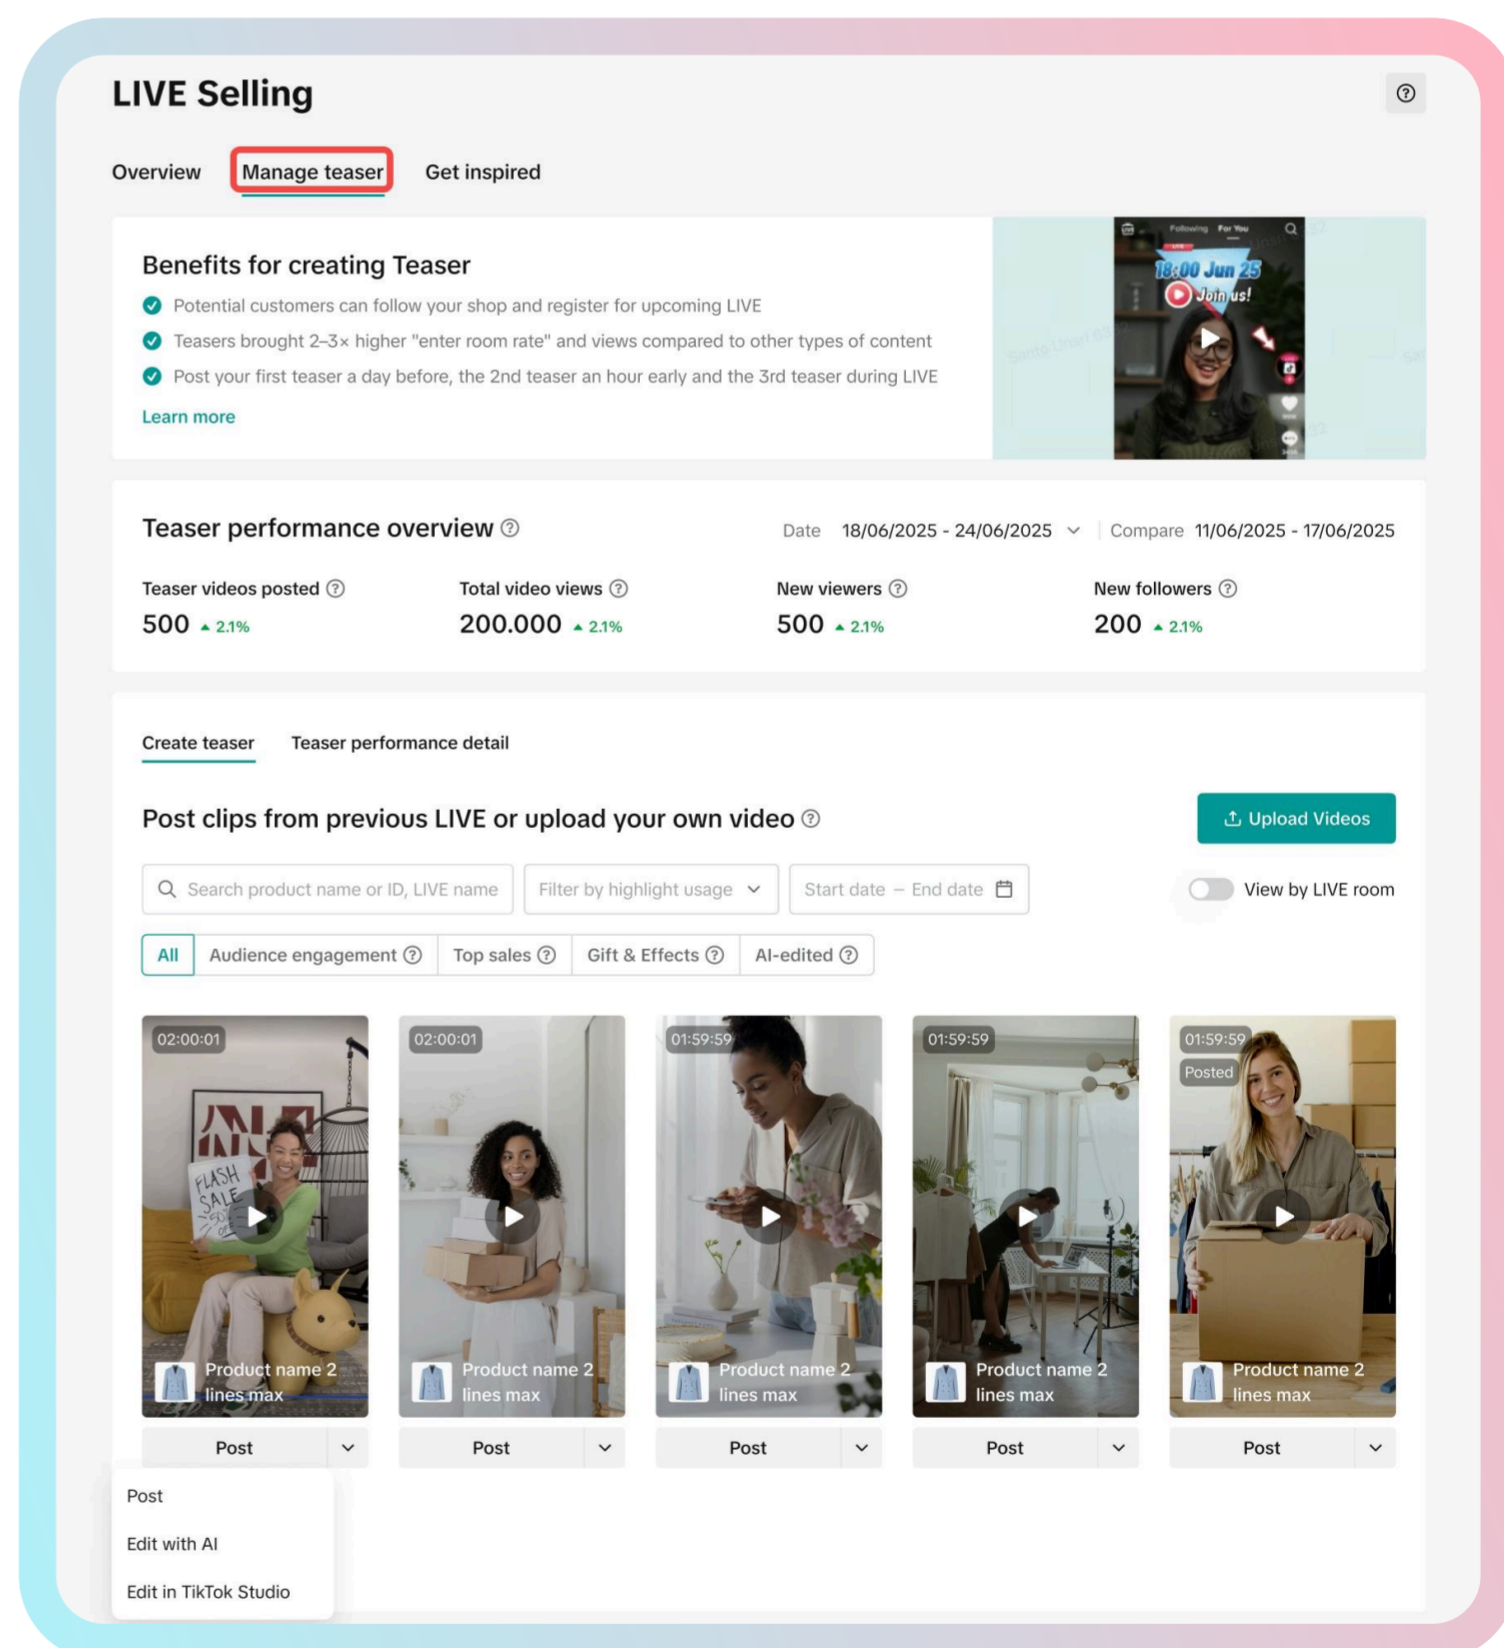 LIVE Selling
Overview Manage teaser Get inspired
Benefits for creating Teaser
Potential customers can follow your shop and register for upcoming LIVE
Teasers brought 2–3× higher "enter room rate" and views compared to other types of content
Post your first teaser a day before, the 2nd teaser an hour early and the 3rd teaser during LIVE
Learn more
Following For You
LIVE
18:00 Jun 25
Join us!
Teaser performance overview
Date 18/06/2025 - 24/06/2025 Compare 11/06/2025 - 17/06/2025
Teaser videos posted Total video views New viewers New followers
500 2.1% 200.000 2.1% 500 2.1% 200 2.1%
Create teaser Teaser performance detail
Post clips from previous LIVE or upload your own video
Upload Videos
Search product name or ID, LIVE name Filter by highlight usage Start date – End date View by LIVE room
All Audience engagement Top sales Gift & Effects AI-edited
02:00:01 02:00:01 01:59:59 01:59:59 01:59:59
Posted
FLASH
SALE
Product name 2 Product name 2 Product name 2 Product name 2 Product name 2
lines max lines max lines max lines max lines max
Post Post Post Post Post
Post
Edit with AI
Edit in TikTok Studio